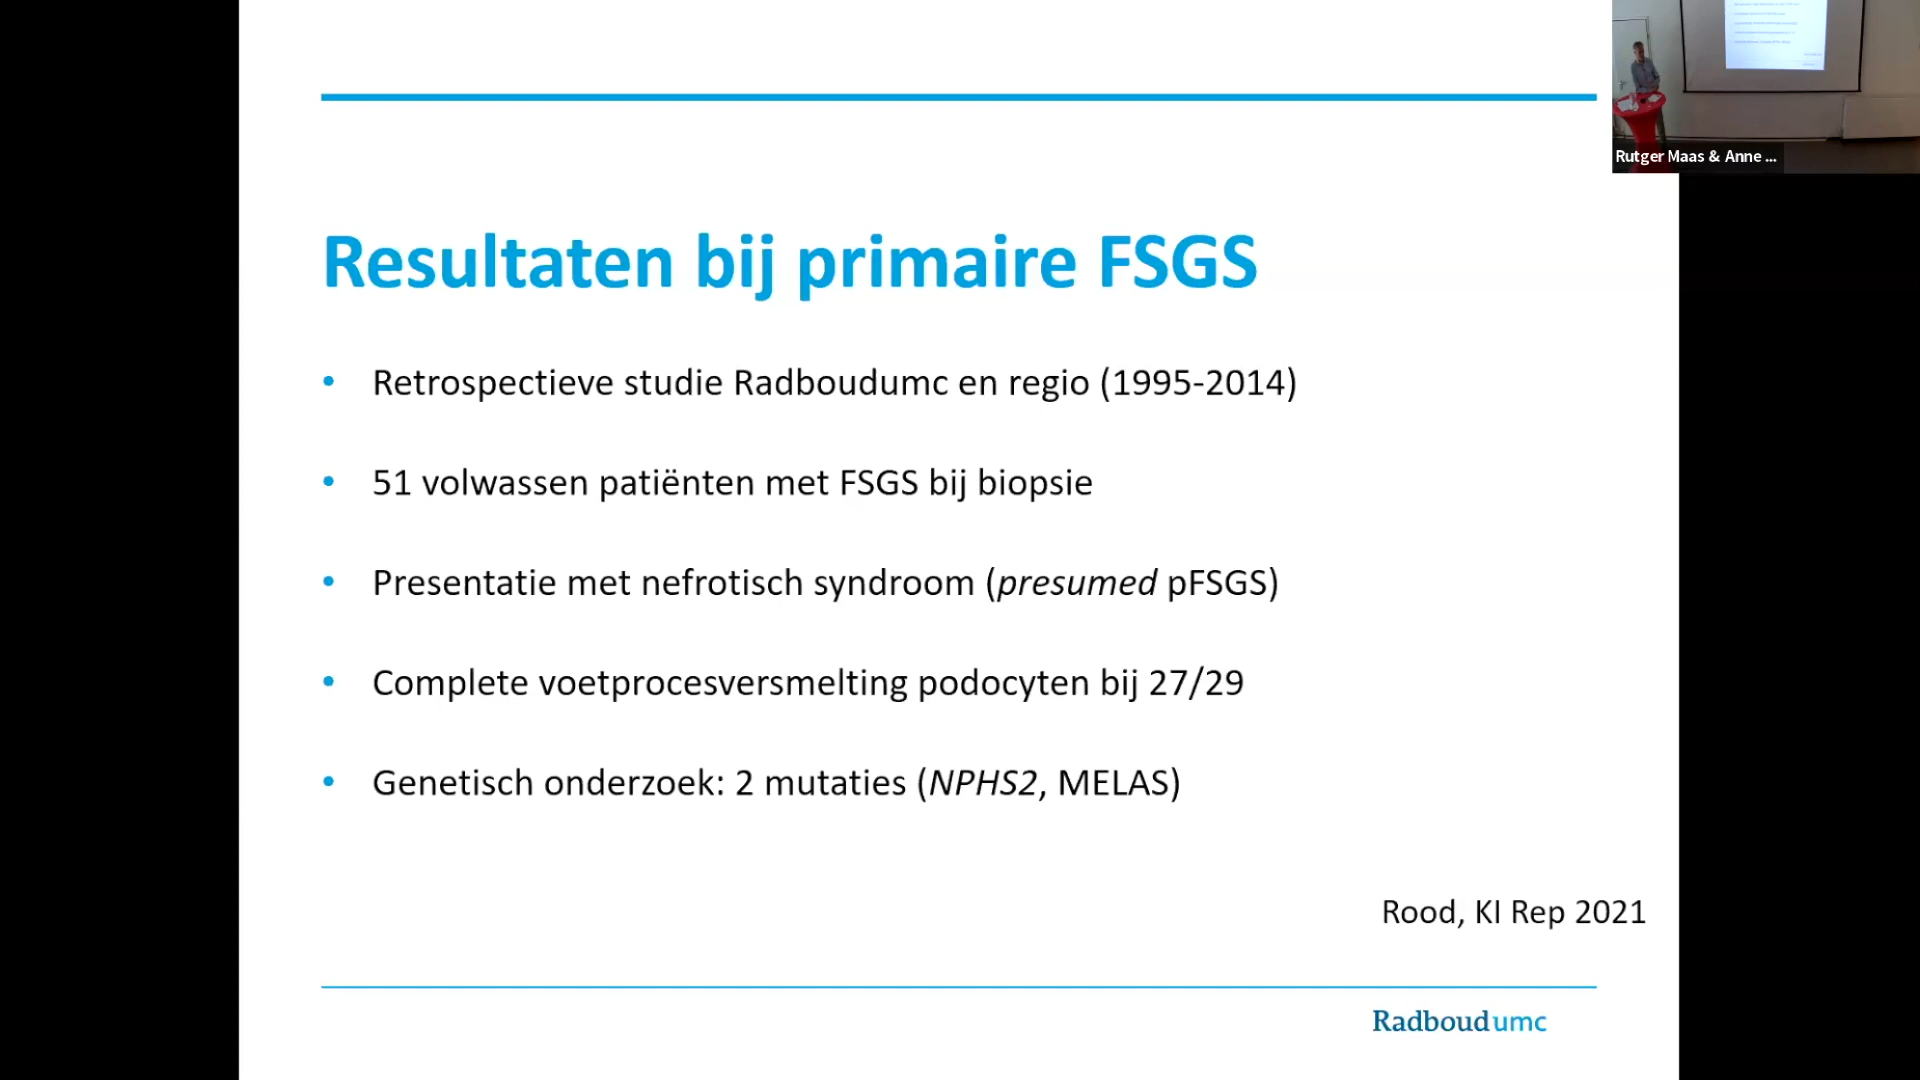 Rutger Maas & Anne ...
Resultaten bij primaire FSGS
• Retrospectieve studie Radboudumc en regio (1995-2014)
• 51 volwassen patiënten met FSGS bij biopsie
• Presentatie met nefrotisch syndroom (presumed pFSGS)
• Complete voetprocesversmelting podocyten bij 27/29
• Genetisch onderzoek: 2 mutaties (NPHS2, MELAS)
Rood, KI Rep 2021
Radboudumc